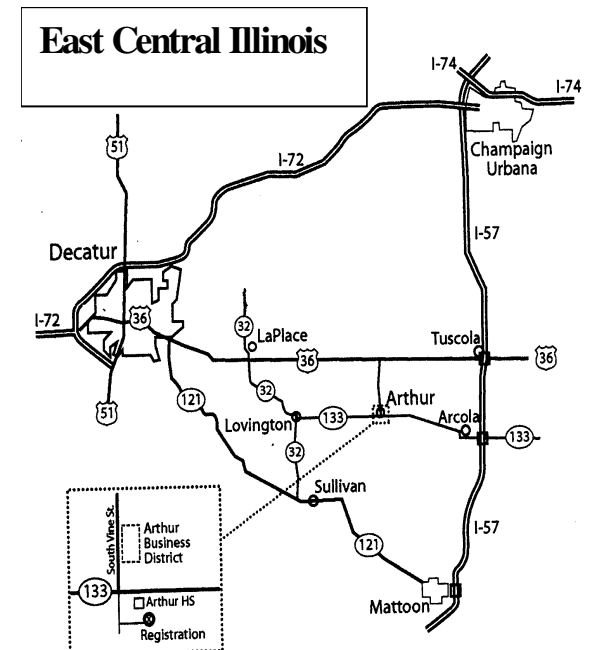 East Central Illinois
I-74
I-74
51
Champaign
Urbana
I-72
I-57
Decatur
36
I-72
32
LaPlace
Tuscola
36
36
51
121
32
Arthur
Lovington
133
Arcola
133
32
Sullivan
I-57
121
Mattoon
South Vine St.
Arthur
Business
District
133
Arthur HS
Registration